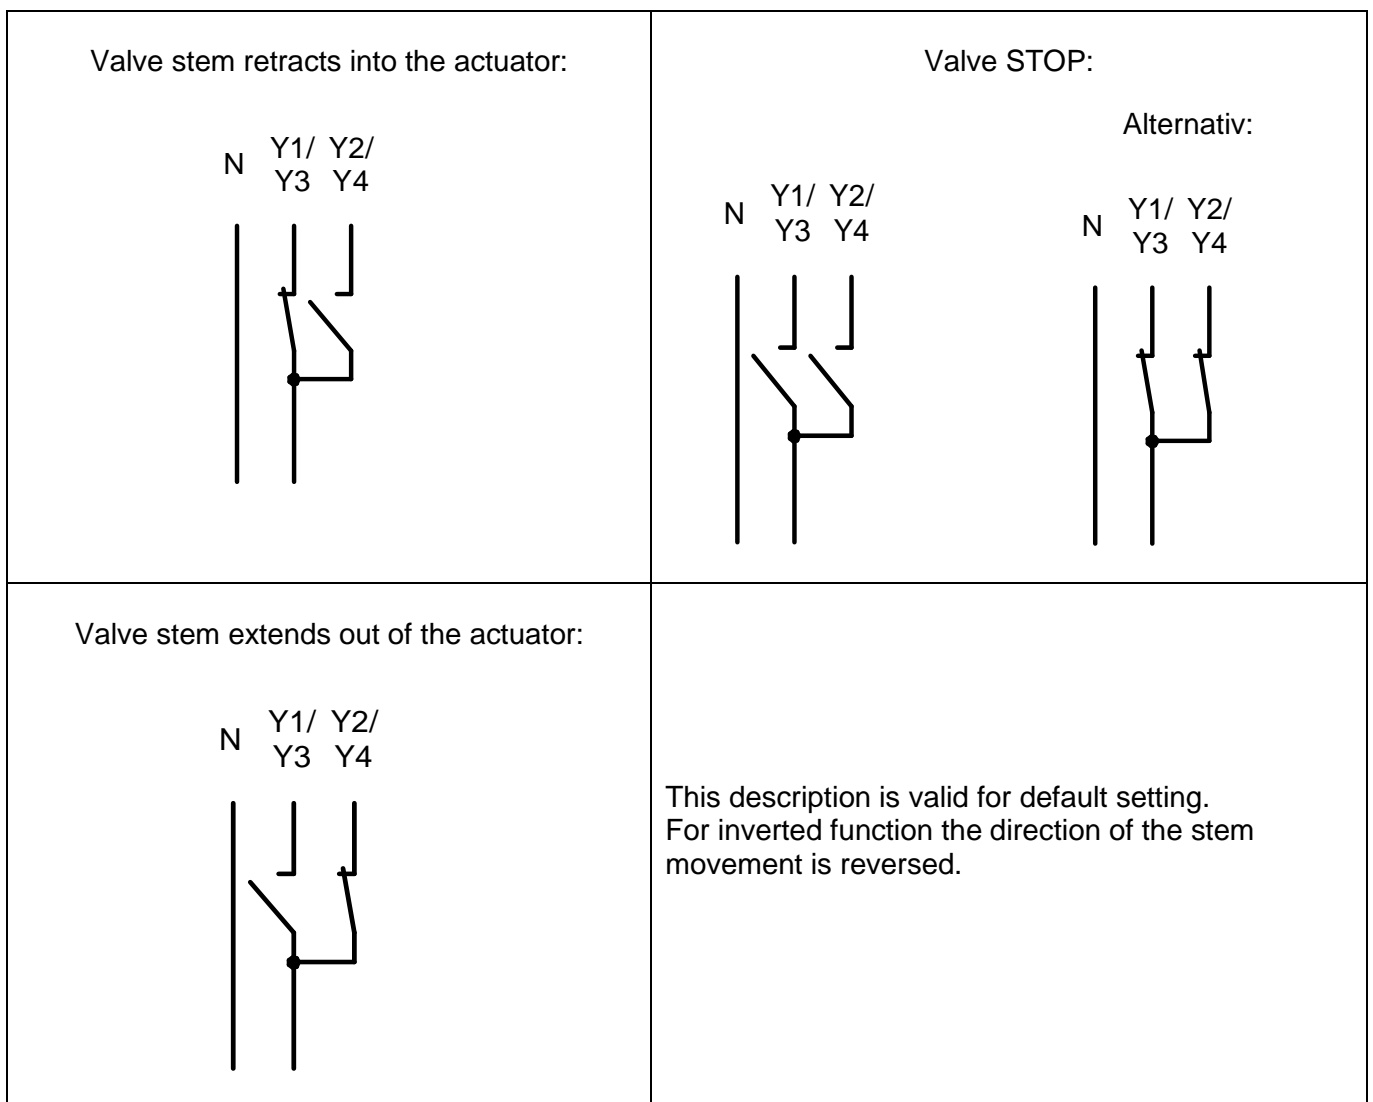 Valve stem retracts into the actuator:
N Y1/ Y2/
Y3 Y4
Valve STOP:
Alternativ:
N Y1/ Y2/
Y3 Y4
N Y1/ Y2/
Y3 Y4
Valve stem extends out of the actuator:
N Y1/ Y2/
Y3 Y4
This description is valid for default setting.
For inverted function the direction of the stem
movement is reversed.